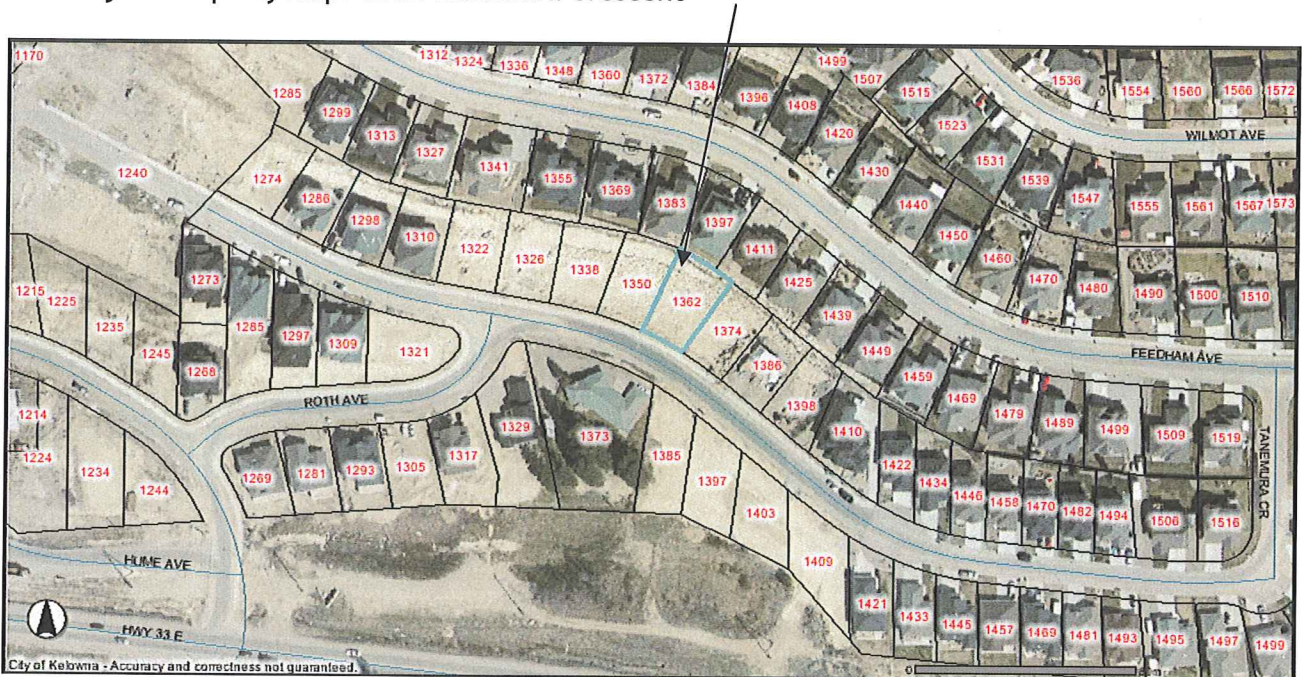 1170
1312 1324 1336 1348 1360 1372 1384 1499 1507 1536 1554 1560 1566 1572
1285 1299 1396 1408 1515
1313 1327 1341 1420 1523 WILMOT AVE
1240 1274 1286 1355 1369 1383 1397 1430 1531 1539 1547 1555 1561 1567 1573
1298 1310 1322 1326 1338 1350 1411 1440 1450 1460
1273 1362 1425 1470 1480 1490 1500 1510
1215 1225 1235 1245 1285 1297 1309 1321 1374 1439 1449 1459 FEEDHAM AVE
1268 1386 1398 1469 1479 1489 1499 1509 1519
ROTH AVE
1214 1224 1234 1244 1269 1281 1293 1305 1317 1329 1373 1385 1397 1403 1409 1410 1422 1434 1446 1458 1470 1482 1494 1506 1516
TANEMURA CR
HUME AVE
HWY 33 E
1421 1433 1445 1457 1469 1481 1493 1495 1497 1499
City of Kelowna - Accuracy and correctness not guaranteed.
0